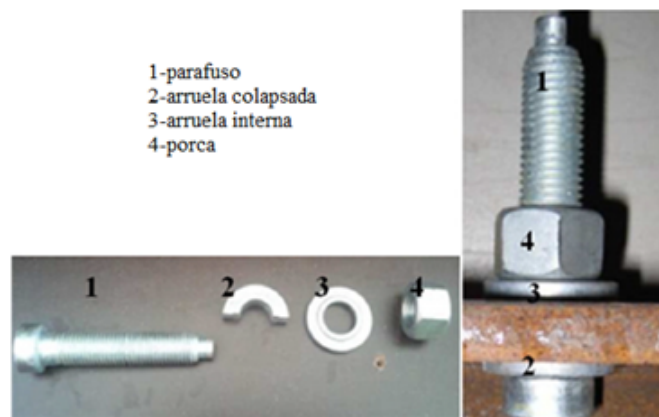 1-parafuso
2-arruela colapsada
3-arruela interna
4-porca
1
2
3
4
1
4
3
2